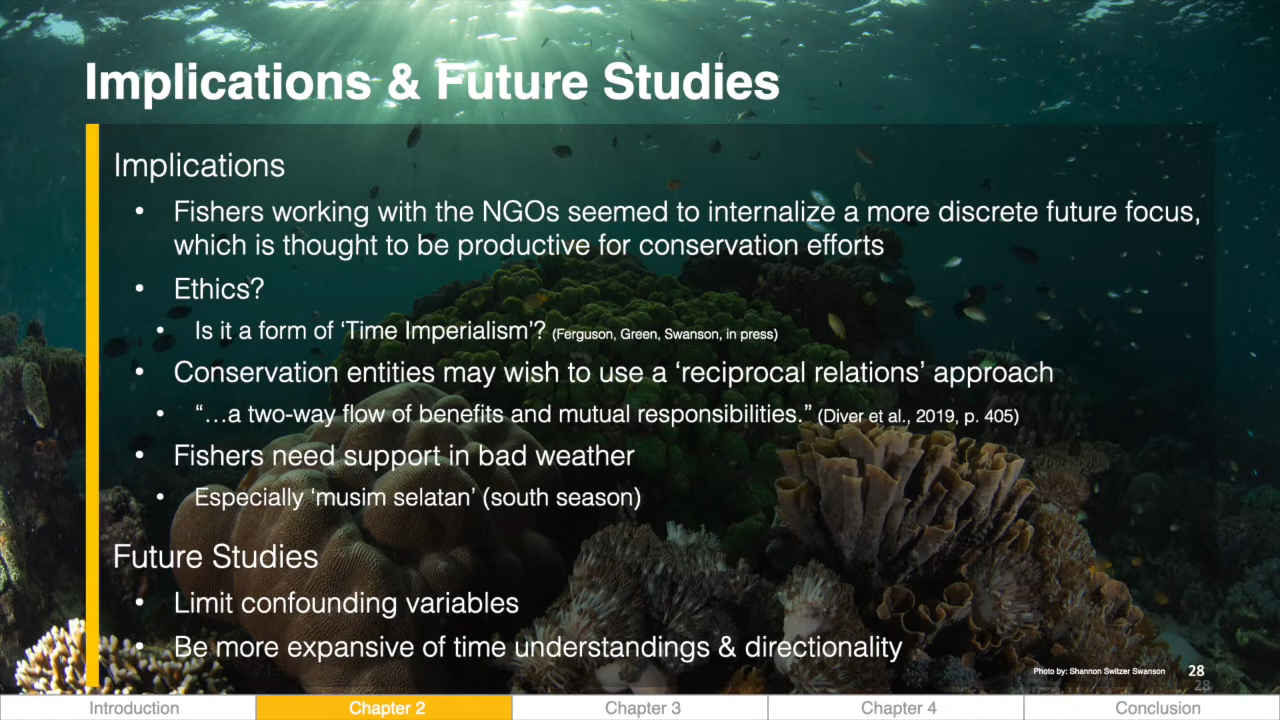 Implications & Future Studies
Implications
• Fishers working with the NGOs seemed to internalize a more discrete future focus,
which is thought to be productive for conservation efforts
• Ethics?
• Is it a form of ‘Time Imperialism’? (Ferguson, Green, Swanson, in press)
• Conservation entities may wish to use a ‘reciprocal relations’ approach
• “…a two-way flow of benefits and mutual responsibilities.” (Diver et al., 2019, p. 405)
• Fishers need support in bad weather
• Especially ‘musim selatan’ (south season)
Future Studies
• Limit confounding variables
• Be more expansive of time understandings & directionality
Photo by: Shannon Switzer Swanson
28
28
Introduction
Chapter 2
Chapter 3
Chapter 4
Conclusion